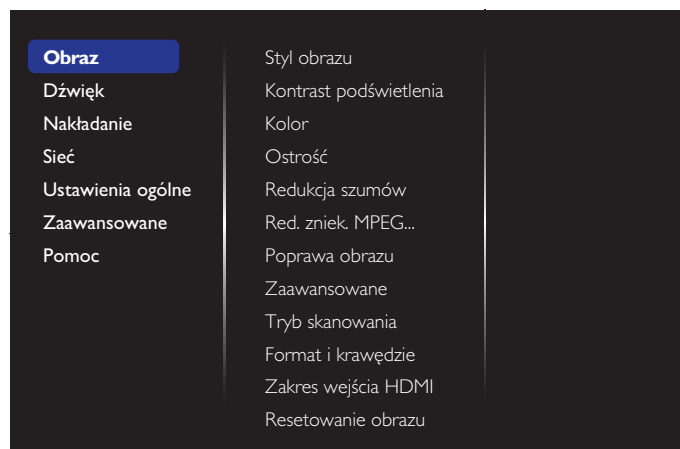 Obraz
Dźwięk
Nakładanie
Sieć
Ustawienia ogólne
Zaawansowane
Pomoc
Styl obrazu
Kontrast podświetlenia
Kolor
Ostrość
Redukcja szumów
Red. zniek. MPEG...
Poprawa obrazu
Zaawansowane
Tryb skanowania
Format i krawędzie
Zakres wejścia HDMI
Resetowanie obrazu